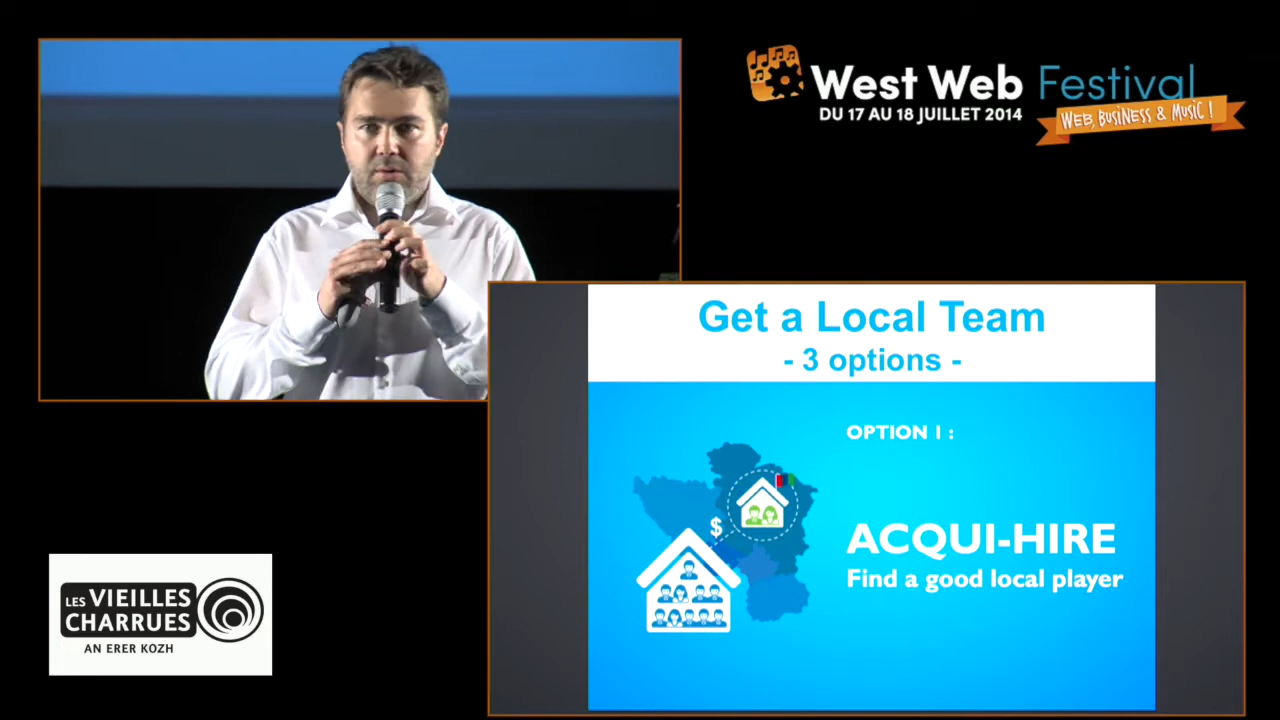 West Web Festival
DU 17 AU 18 JUILLET 2014
WEB, BUSINESS & MUSIC !
Get a Local Team
- 3 options -
OPTION 1 :
$
ACQUI-HIRE
Find a good local player
LES VIEILLES
CHARRUES
AN ERER KOZH